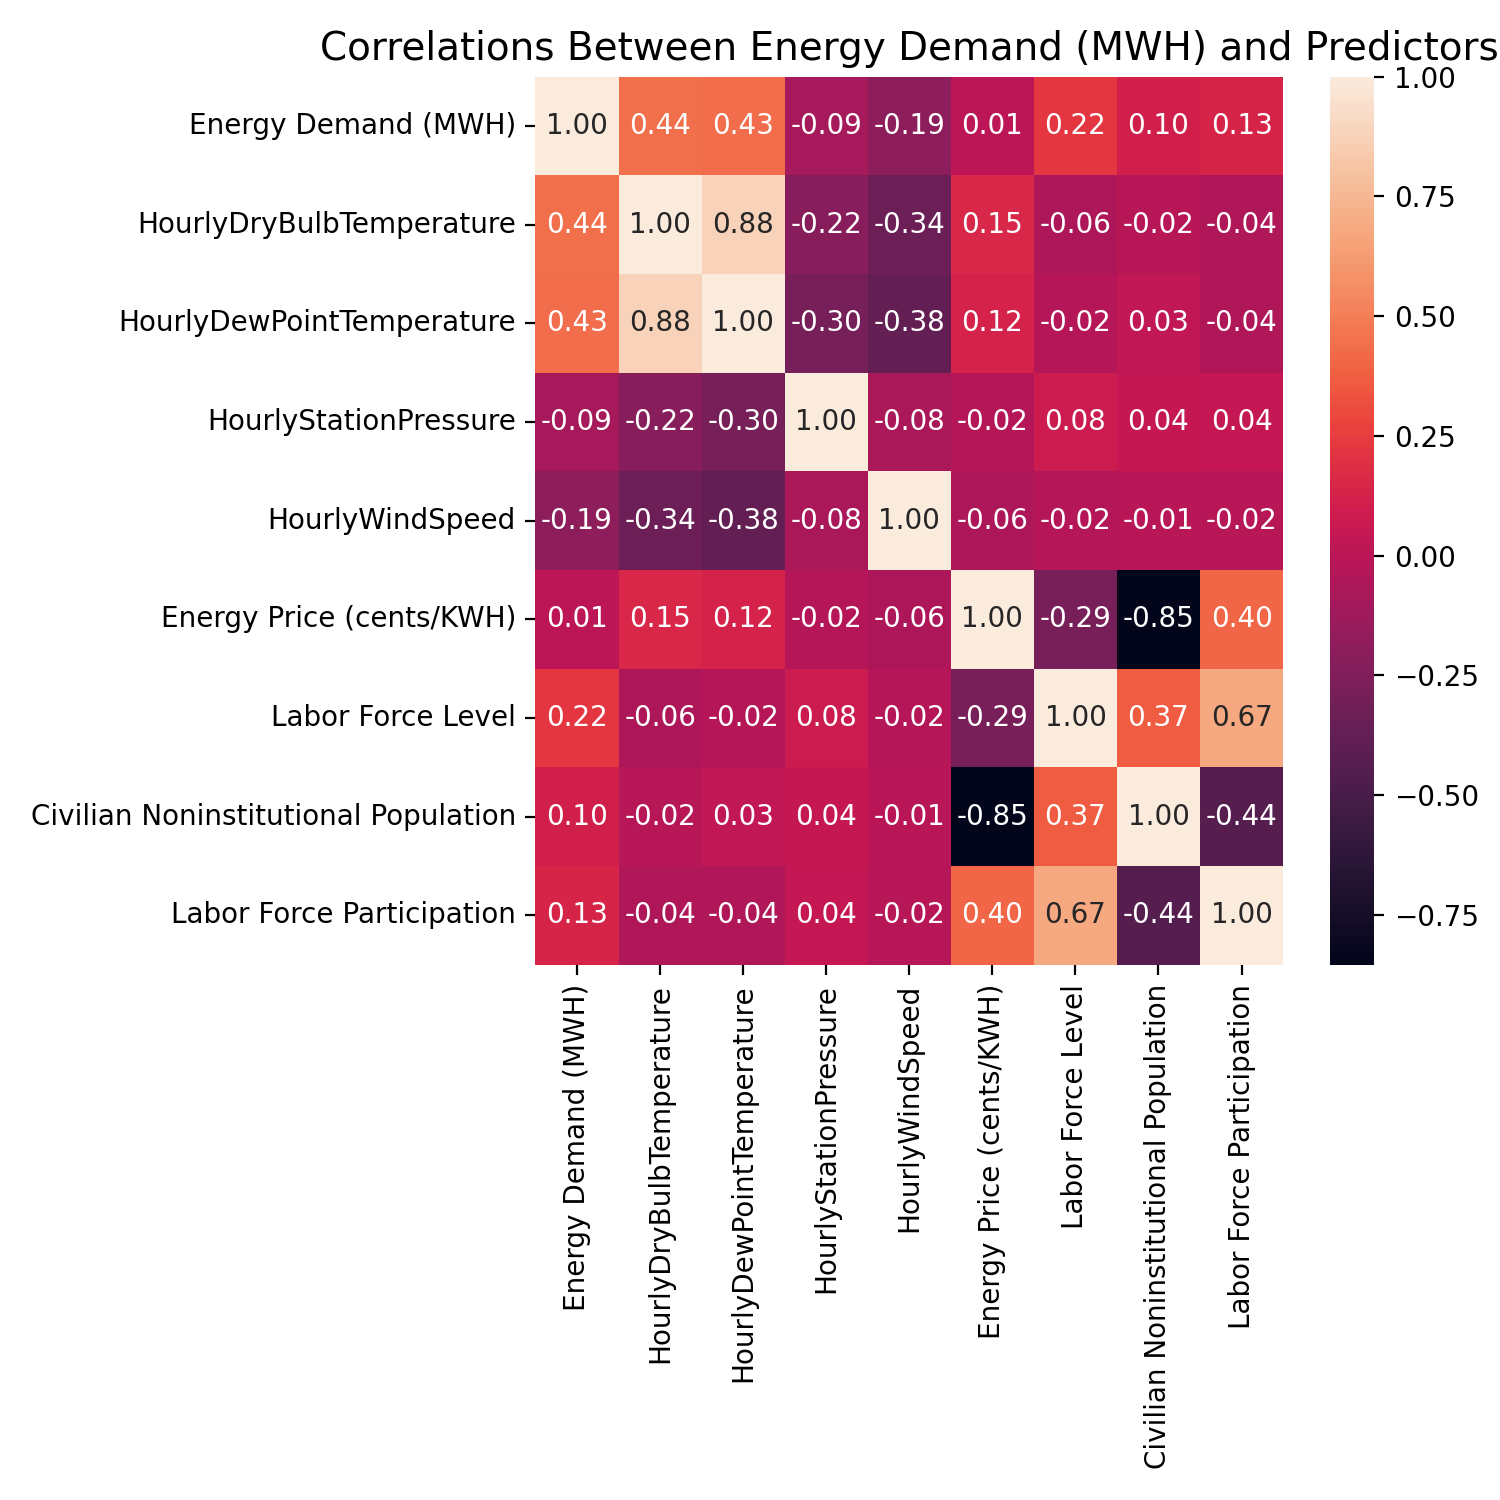 Correlations Between Energy Demand (MWH) and Predictors
Energy Demand (MWH) 1.00 0.44 0.43 -0.09 -0.19 0.01 0.22 0.10 0.13
HourlyDryBulbTemperature 0.44 1.00 0.88 -0.22 -0.34 0.15 -0.06 -0.02 -0.04
HourlyDewPointTemperature 0.43 0.88 1.00 -0.30 -0.38 0.12 -0.02 0.03 -0.04
HourlyStationPressure -0.09 -0.22 -0.30 1.00 -0.08 -0.02 0.08 0.04 0.04
HourlyWindSpeed -0.19 -0.34 -0.38 -0.08 1.00 -0.06 -0.02 -0.01 -0.02
Energy Price (cents/KWH) 0.01 0.15 0.12 -0.02 -0.06 1.00 -0.29 -0.85 0.40
Labor Force Level 0.22 -0.06 -0.02 0.08 -0.02 -0.29 1.00 0.37 0.67
Civilian Noninstitutional Population 0.10 -0.02 0.03 0.04 -0.01 -0.85 0.37 1.00 -0.44
Labor Force Participation 0.13 -0.04 -0.04 0.04 -0.02 0.40 0.67 -0.44 1.00
Energy Demand (MWH)
HourlyDryBulbTemperature
HourlyDewPointTemperature
HourlyStationPressure
HourlyWindSpeed
Energy Price (cents/KWH)
Labor Force Level
Civilian Noninstitutional Population
Labor Force Participation
1.00
0.75
0.50
0.25
0.00
−0.25
−0.50
−0.75